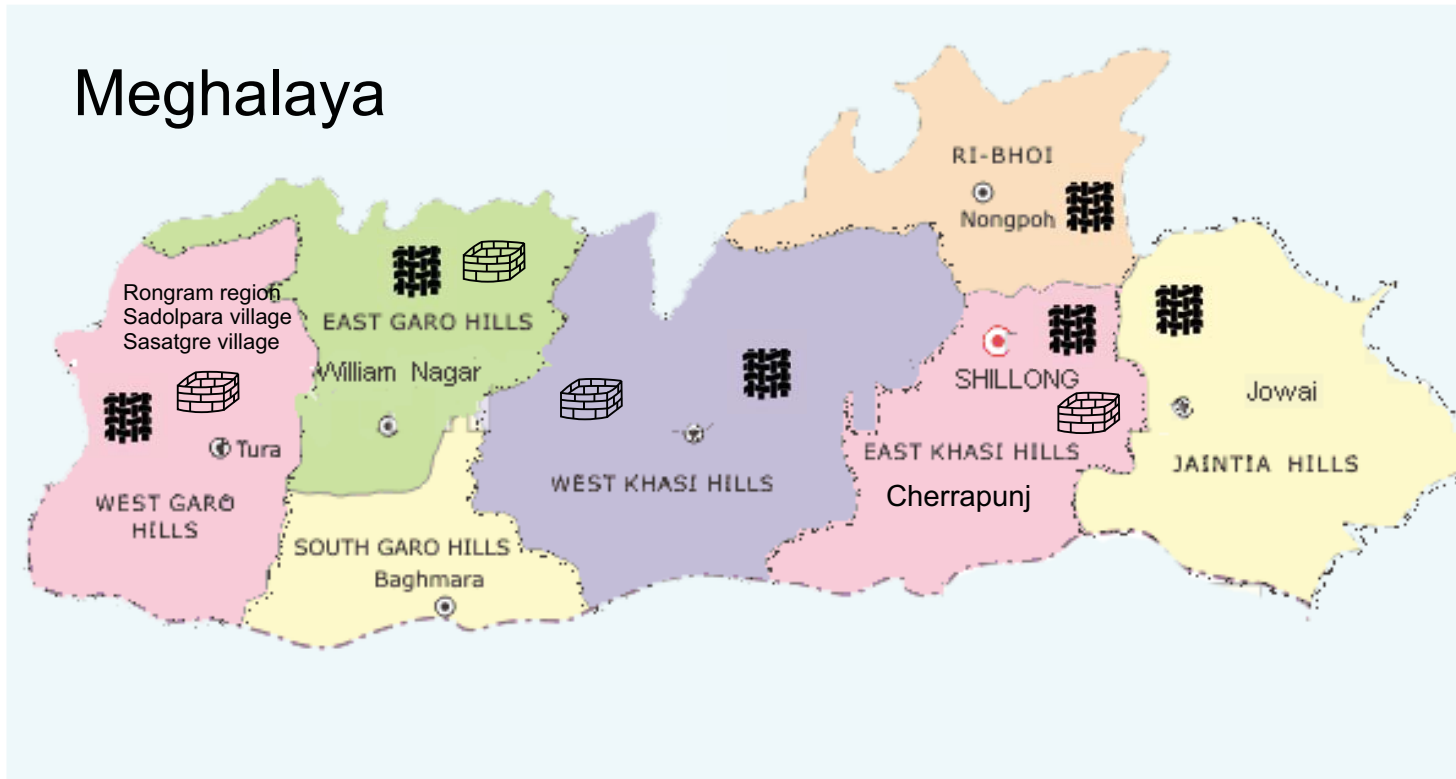 Meghalaya
RI-BHOI
Nongpoh
Rongram region
Sadolpara village
Sasatgre village
EAST GARO HILLS
William Nagar
SHILLONG
Jowai
Tura
EAST KHASI HILLS
JAINTIA HILLS
WEST KHASI HILLS
Cherrapunj
WEST GARO
HILLS
SOUTH GARO HILLS
Baghmara